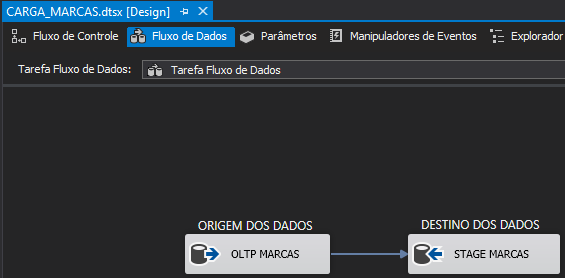 CARGA_MARCAS.dtsx [Design]
Fluxo de Controle Fluxo de Dados Parâmetros Manipuladores de Eventos Explorador
Tarefa Fluxo de Dados: Tarefa Fluxo de Dados
ORIGEM DOS DADOS DESTINO DOS DADOS
OLTP MARCAS STAGE MARCAS